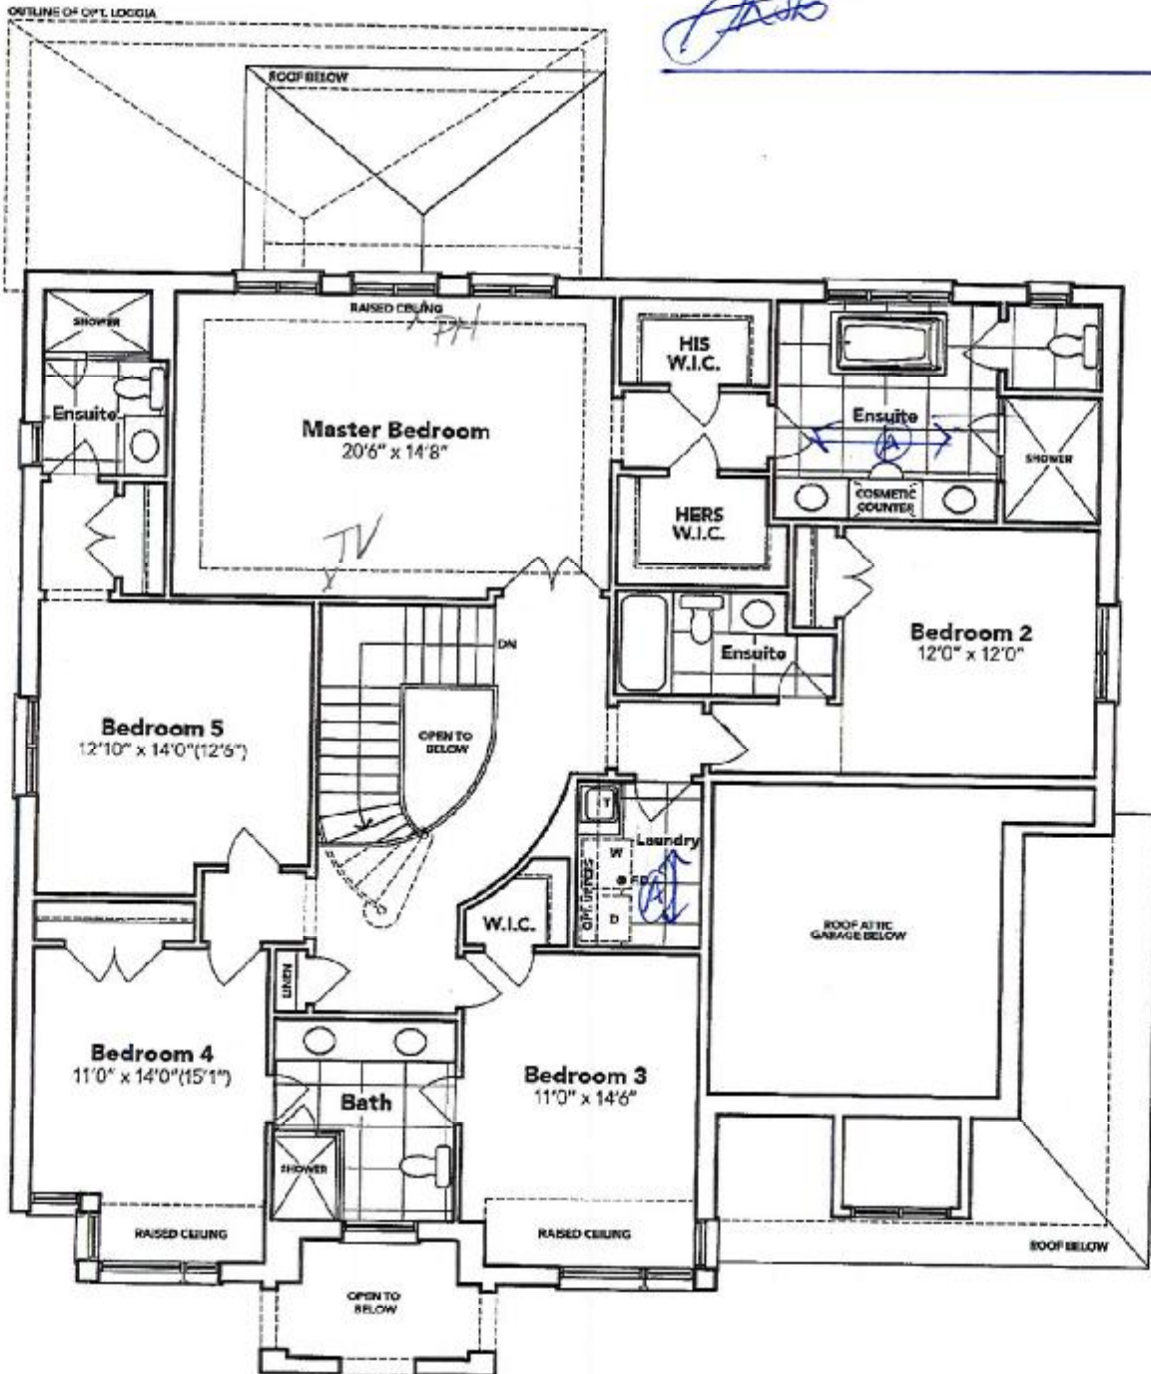 OUTLINE OF OPT. LOGGIA
ROOF BELOW
RAISED CEILING
PH
SHOWER
HIS
W.I.C.
Ensuite
Master Bedroom
20'6" x 14'8"
Ensuite
A
SHOWER
COSMETIC
COUNTER
HERS
W.I.C.
TV
DN
Ensuite
Bedroom 2
12'0" x 12'0"
Bedroom 5
12'10" x 14'0"(12'6")
OPEN TO
BELOW
T
Laundry
W
A
D
W.I.C.
ROOF ATTIC
GARAGE BELOW
LINEN
Bedroom 4
11'0" x 14'0"(15'1")
Bath
Bedroom 3
11'0" x 14'6"
SHOWER
RAISED CEILING
RAISED CEILING
ROOF BELOW
OPEN TO
BELOW